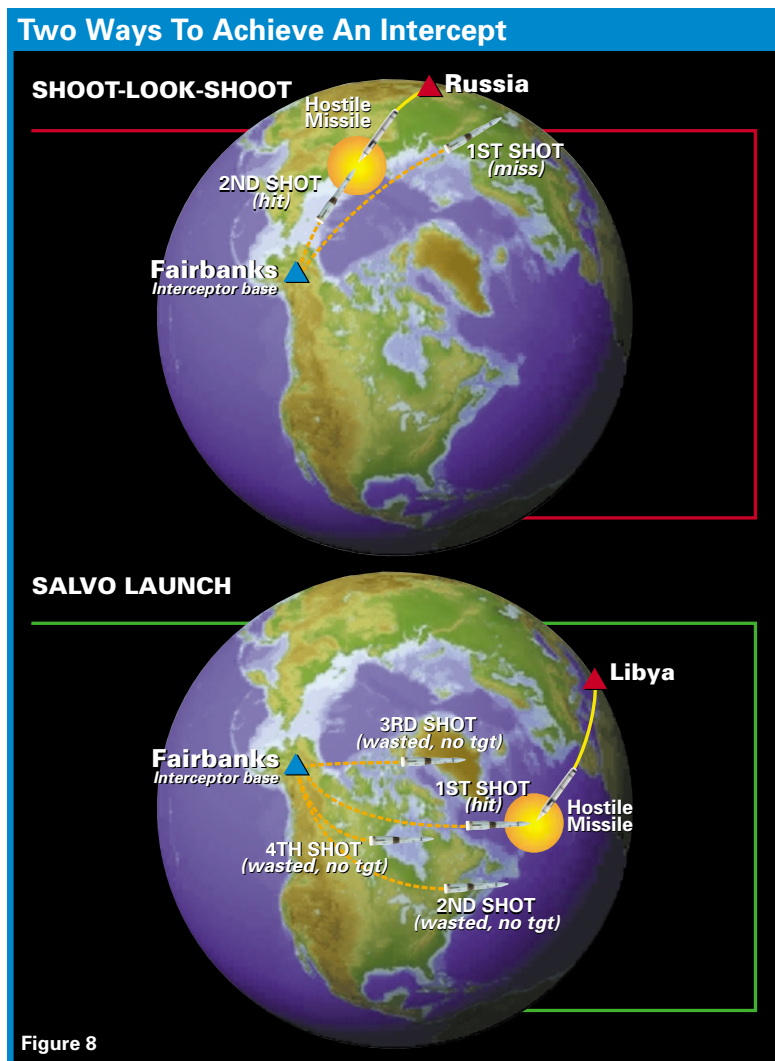 Two Ways To Achieve An Intercept
SHOOT-LOOK-SHOOT
Russia
Hostile
Missile
1ST SHOT
(miss)
2ND SHOT
(hit)
Fairbanks
Interceptor base
SALVO LAUNCH
Libya
3RD SHOT
(wasted, no tgt)
Fairbanks
Interceptor base
1ST SHOT
(hit)
Hostile
Missile
4TH SHOT
(wasted, no tgt)
2ND SHOT
(wasted, no tgt)
Figure 8